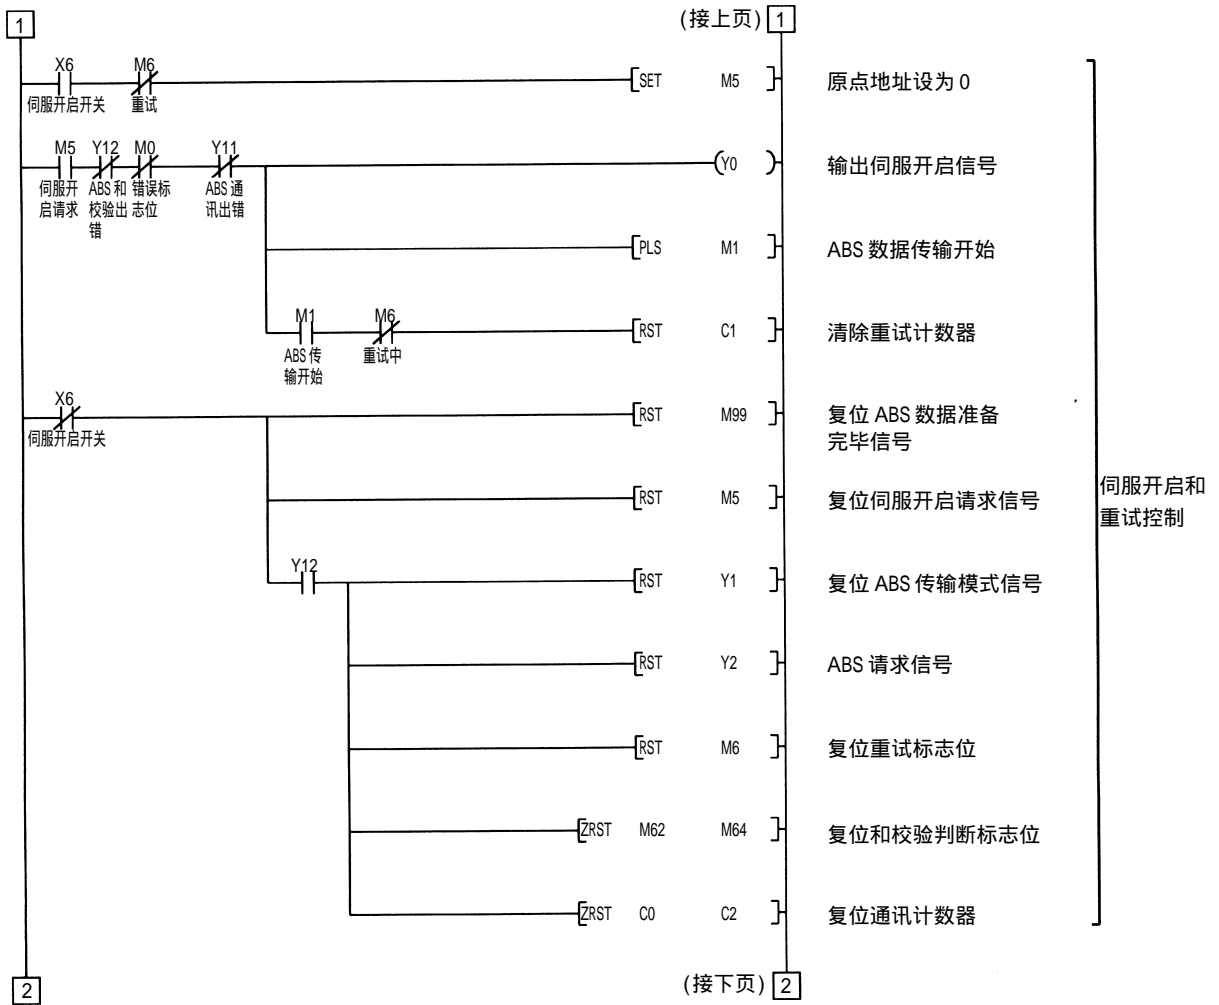 1
(接上页) 1
X6
M6
SET M5
原点地址设为 0
伺服开启开关
重试
M5
Y12
M0
Y11
Y0
输出伺服开启信号
伺服开
启请求
ABS 和
校验出
错
错误标
志位
ABS 通
讯出错
PLS M1
ABS 数据传输开始
M1
M6
RST C1
清除重试计数器
ABS 传
输开始
重试中
X6
RST M99
复位 ABS 数据准备
完毕信号
伺服开启开关
伺服开启和
重试控制
RST M5
复位伺服开启请求信号
Y12
RST Y1
复位 ABS 传输模式信号
RST Y2
ABS 请求信号
RST M6
复位重试标志位
ZRST M62 M64
复位和校验判断标志位
ZRST C0 C2
复位通讯计数器
2
(接下页) 2